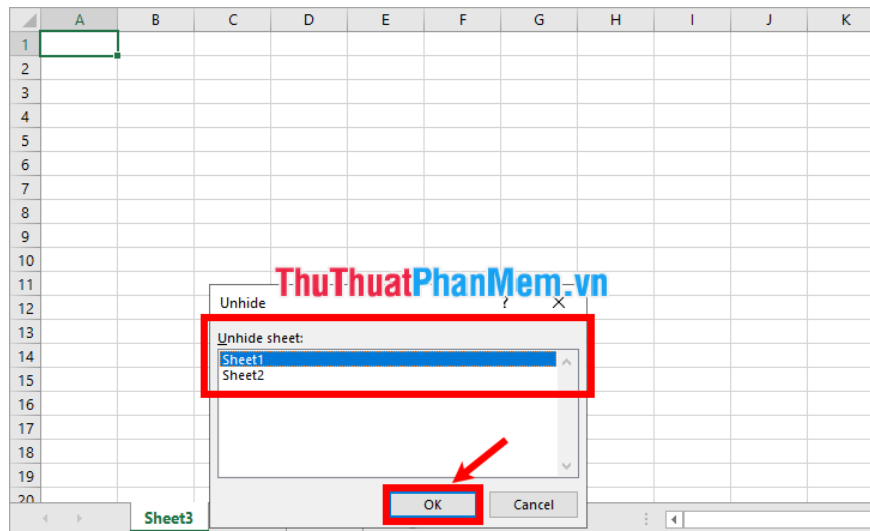 A B C D E F G H I J K
1
2
3
4
5
6
7
8
9
10
11
12
13
14
15
16
17
18
19
20
ThuThuatPhanMem.vn
Unhide ? X
Unhide sheet:
Sheet1
Sheet2
OK Cancel
Sheet3